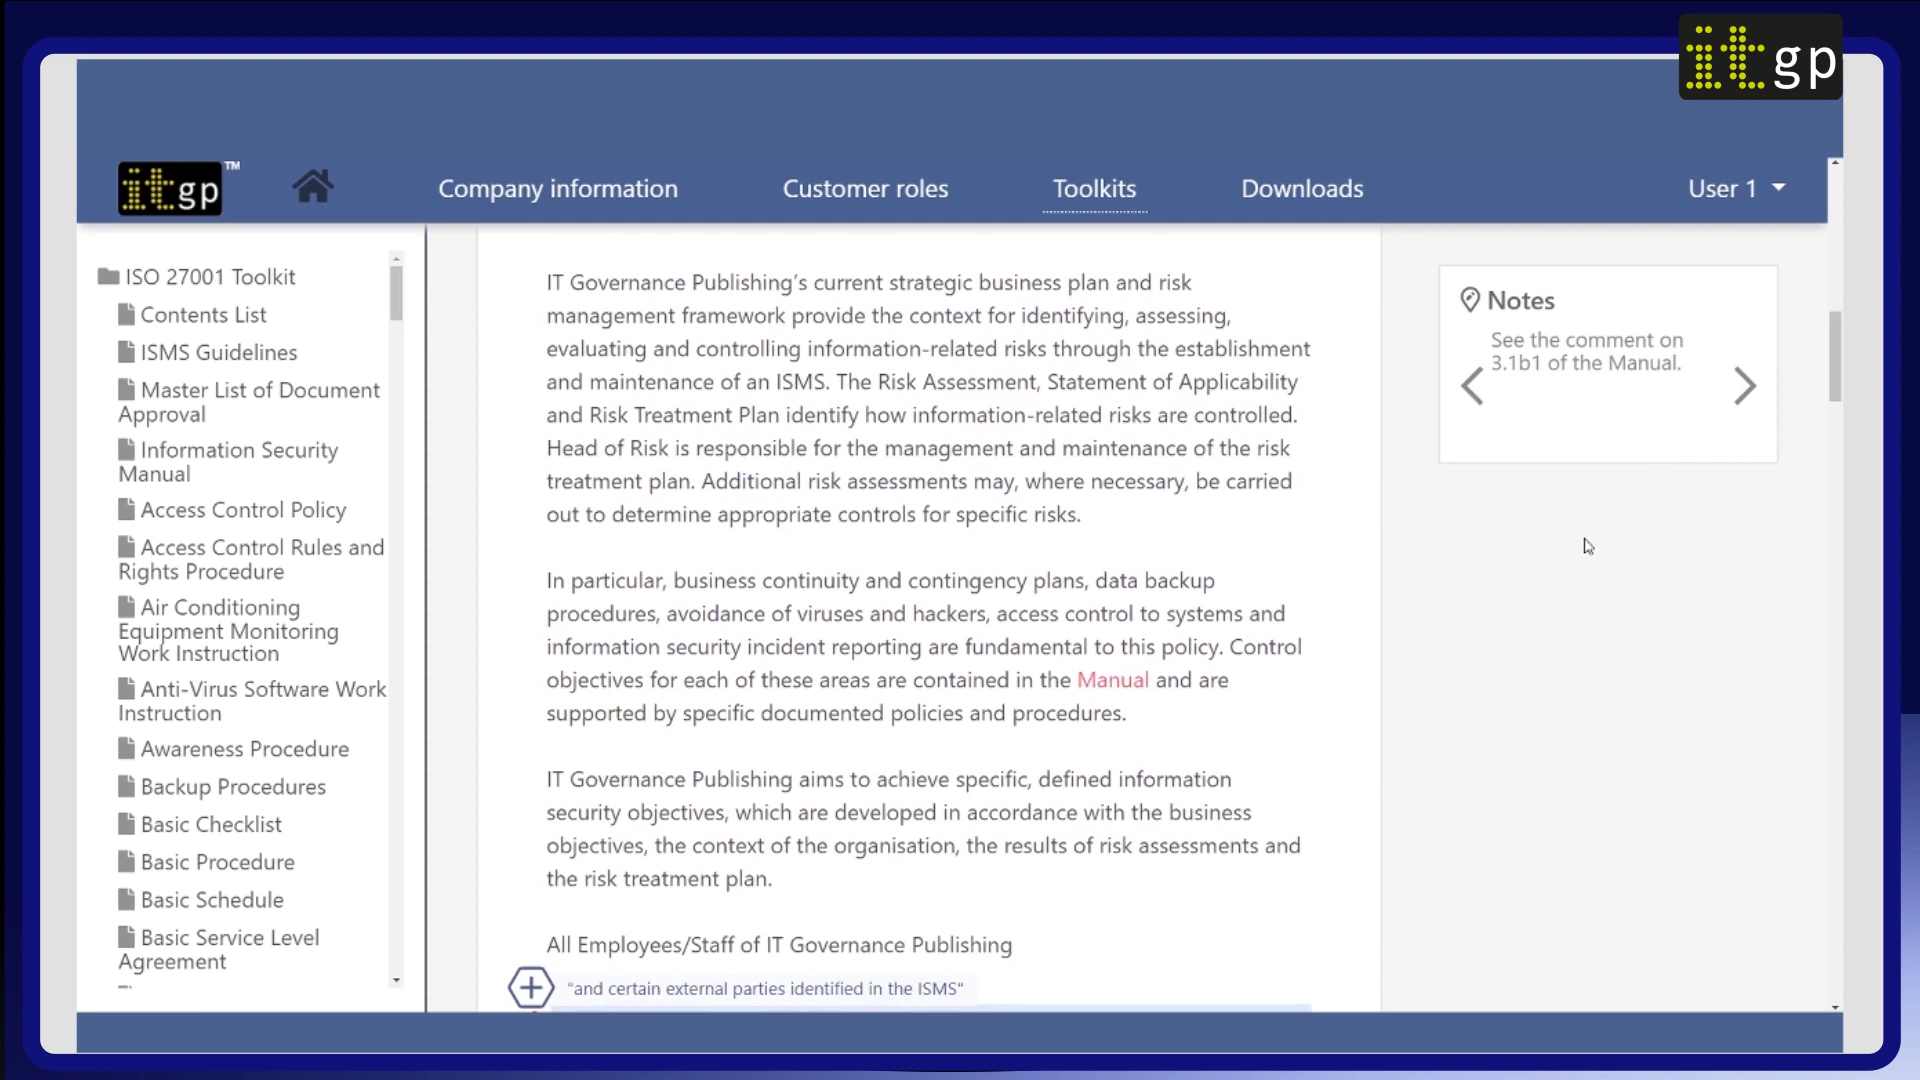 itgp
itgp™
Company information
Customer roles
Toolkits
Downloads
User 1
ISO 27001 Toolkit
Contents List
ISMS Guidelines
Master List of Document
Approval
Information Security
Manual
Access Control Policy
Access Control Rules and
Rights Procedure
Air Conditioning
Equipment Monitoring
Work Instruction
Anti-Virus Software Work
Instruction
Awareness Procedure
Backup Procedures
Basic Checklist
Basic Procedure
Basic Schedule
Basic Service Level
Agreement
IT Governance Publishing’s current strategic business plan and risk
management framework provide the context for identifying, assessing,
evaluating and controlling information-related risks through the establishment
and maintenance of an ISMS. The Risk Assessment, Statement of Applicability
and Risk Treatment Plan identify how information-related risks are controlled.
Head of Risk is responsible for the management and maintenance of the risk
treatment plan. Additional risk assessments may, where necessary, be carried
out to determine appropriate controls for specific risks.
In particular, business continuity and contingency plans, data backup
procedures, avoidance of viruses and hackers, access control to systems and
information security incident reporting are fundamental to this policy. Control
objectives for each of these areas are contained in the Manual and are
supported by specific documented policies and procedures.
IT Governance Publishing aims to achieve specific, defined information
security objectives, which are developed in accordance with the business
objectives, the context of the organisation, the results of risk assessments and
the risk treatment plan.
All Employees/Staff of IT Governance Publishing
"and certain external parties identified in the ISMS"
Notes
See the comment on
3.1b1 of the Manual.